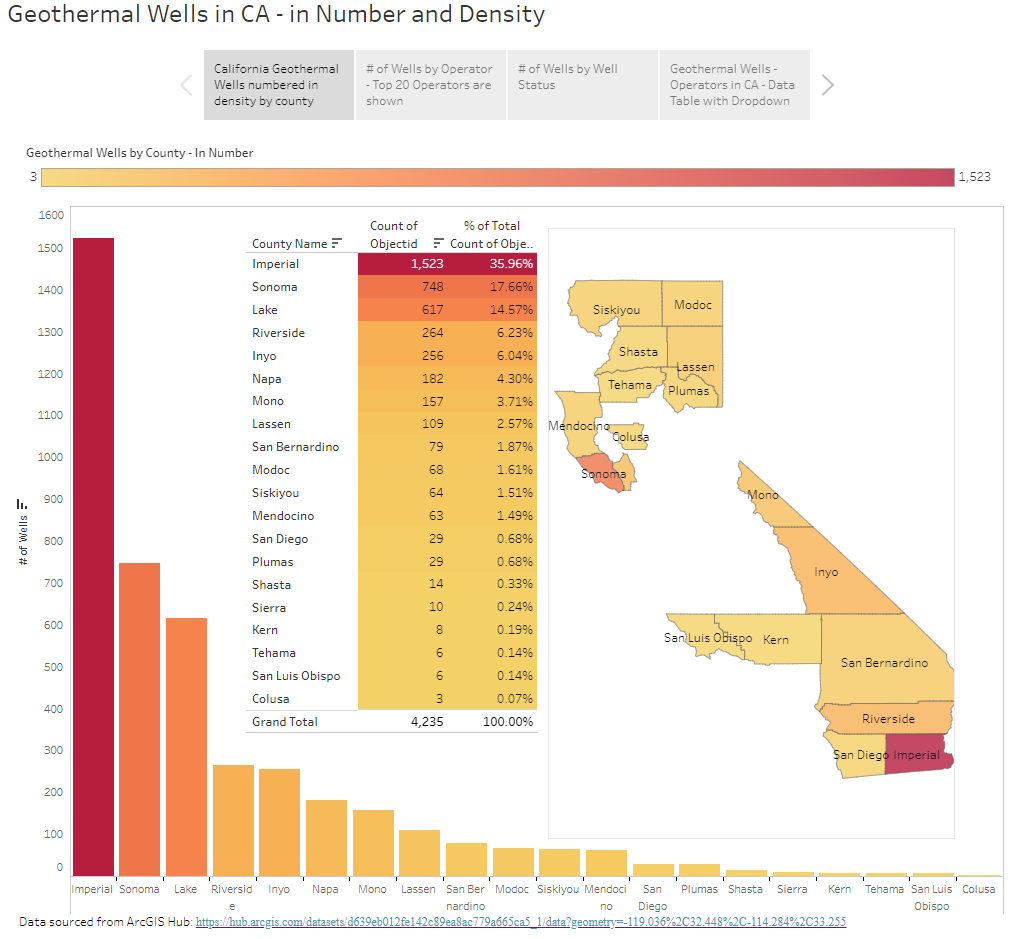 Geothermal Wells in CA - in Number and Density
California Geothermal
Wells numbered in
density by county
# of Wells by Operator
- Top 20 Operators are
shown
# of Wells by Well
Status
Geothermal Wells -
Operators in CA - Data
Table with Dropdown
Geothermal Wells by County - In Number
3
1,523
# of Wells
1600
1500
1400
1300
1200
1100
1000
900
800
700
600
500
400
300
200
100
0
Count of % of Total
County Name Objectid Count of Obje..
Imperial 1,523 35.96%
Sonoma 748 17.66%
Lake 617 14.57%
Riverside 264 6.23%
Inyo 256 6.04%
Napa 182 4.30%
Mono 157 3.71%
Lassen 109 2.57%
San Bernardino 79 1.87%
Modoc 68 1.61%
Siskiyou 64 1.51%
Mendocino 63 1.49%
San Diego 29 0.68%
Plumas 29 0.68%
Shasta 14 0.33%
Sierra 10 0.24%
Kern 8 0.19%
Tehama 6 0.14%
San Luis Obispo 6 0.14%
Colusa 3 0.07%
Grand Total 4,235 100.00%
Siskiyou
Modoc
Shasta
Lassen
Tehama
Plumas
Mendocino
Colusa
Sonoma
Mono
Inyo
San Luis Obispo
Kern
San Bernardino
Riverside
San Diego
Imperial
Imperial Sonoma Lake Riversid Inyo Napa Mono Lassen San Ber Modoc Siskiyou Mendoci San Plumas Shasta Sierra Kern Tehama San Luis Colusa
e nardino no Diego Obispo
Data sourced from ArcGIS Hub: https://hub.arcgis.com/datasets/d639eb012fe142c89ea8ac779a665ca5_1/data?geometry=-119.036%2C32.448%2C-114.284%2C33.255